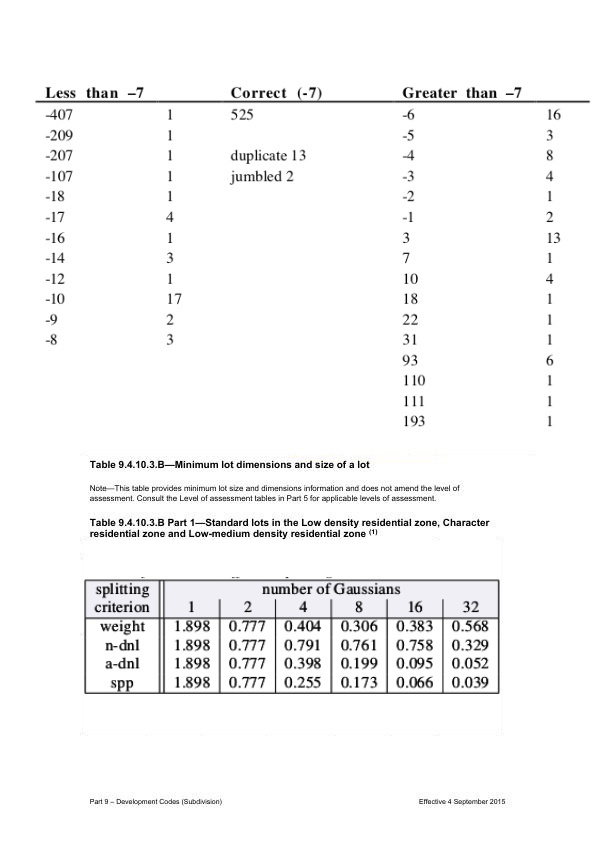 Less than –7 Correct (-7) Greater than –7
-407 1 525 -6 16
-209 1 -5 3
-207 1 duplicate 13 -4 8
-107 1 jumbled 2 -3 4
-18 1 -2 1
-17 4 -1 2
-16 1 3 13
-14 3 7 1
-12 1 10 4
-10 17 18 1
-9 2 22 1
-8 3 31 1
93 6
110 1
111 1
193 1
Table 9.4.10.3.B—Minimum lot dimensions and size of a lot
Note—This table provides minimum lot size and dimensions information and does not amend the level of
assessment. Consult the Level of assessment tables in Part 5 for applicable levels of assessment.
Table 9.4.10.3.B Part 1—Standard lots in the Low density residential zone, Character
residential zone and Low-medium density residential zone (1)
splitting number of Gaussians
criterion 1 2 4 8 16 32
weight 1.898 0.777 0.404 0.306 0.383 0.568
n-dnl 1.898 0.777 0.791 0.761 0.758 0.329
a-dnl 1.898 0.777 0.398 0.199 0.095 0.052
spp 1.898 0.777 0.255 0.173 0.066 0.039
Part 9 – Development Codes (Subdivision) Effective 4 September 2015